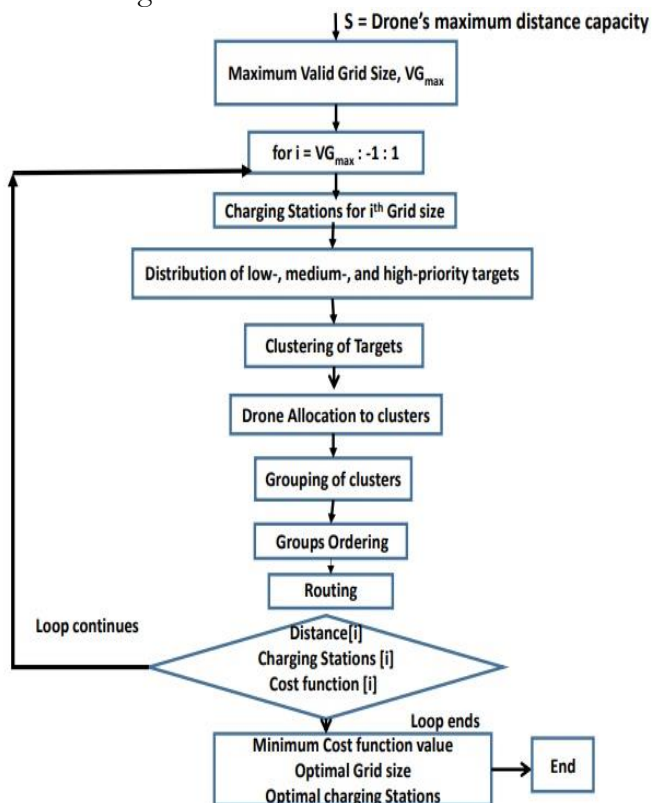 S = Drone's maximum distance capacity
Maximum Valid Grid Size, VGmax
for i = VGmax : -1 : 1
Charging Stations for ith Grid size
Distribution of low-, medium-, and high-priority targets
Clustering of Targets
Drone Allocation to clusters
Grouping of clusters
Groups Ordering
Routing
Loop continues
Distance[i]
Charging Stations [i]
Cost function [i]
Loop ends
Minimum Cost function value
Optimal Grid size
Optimal charging Stations
End